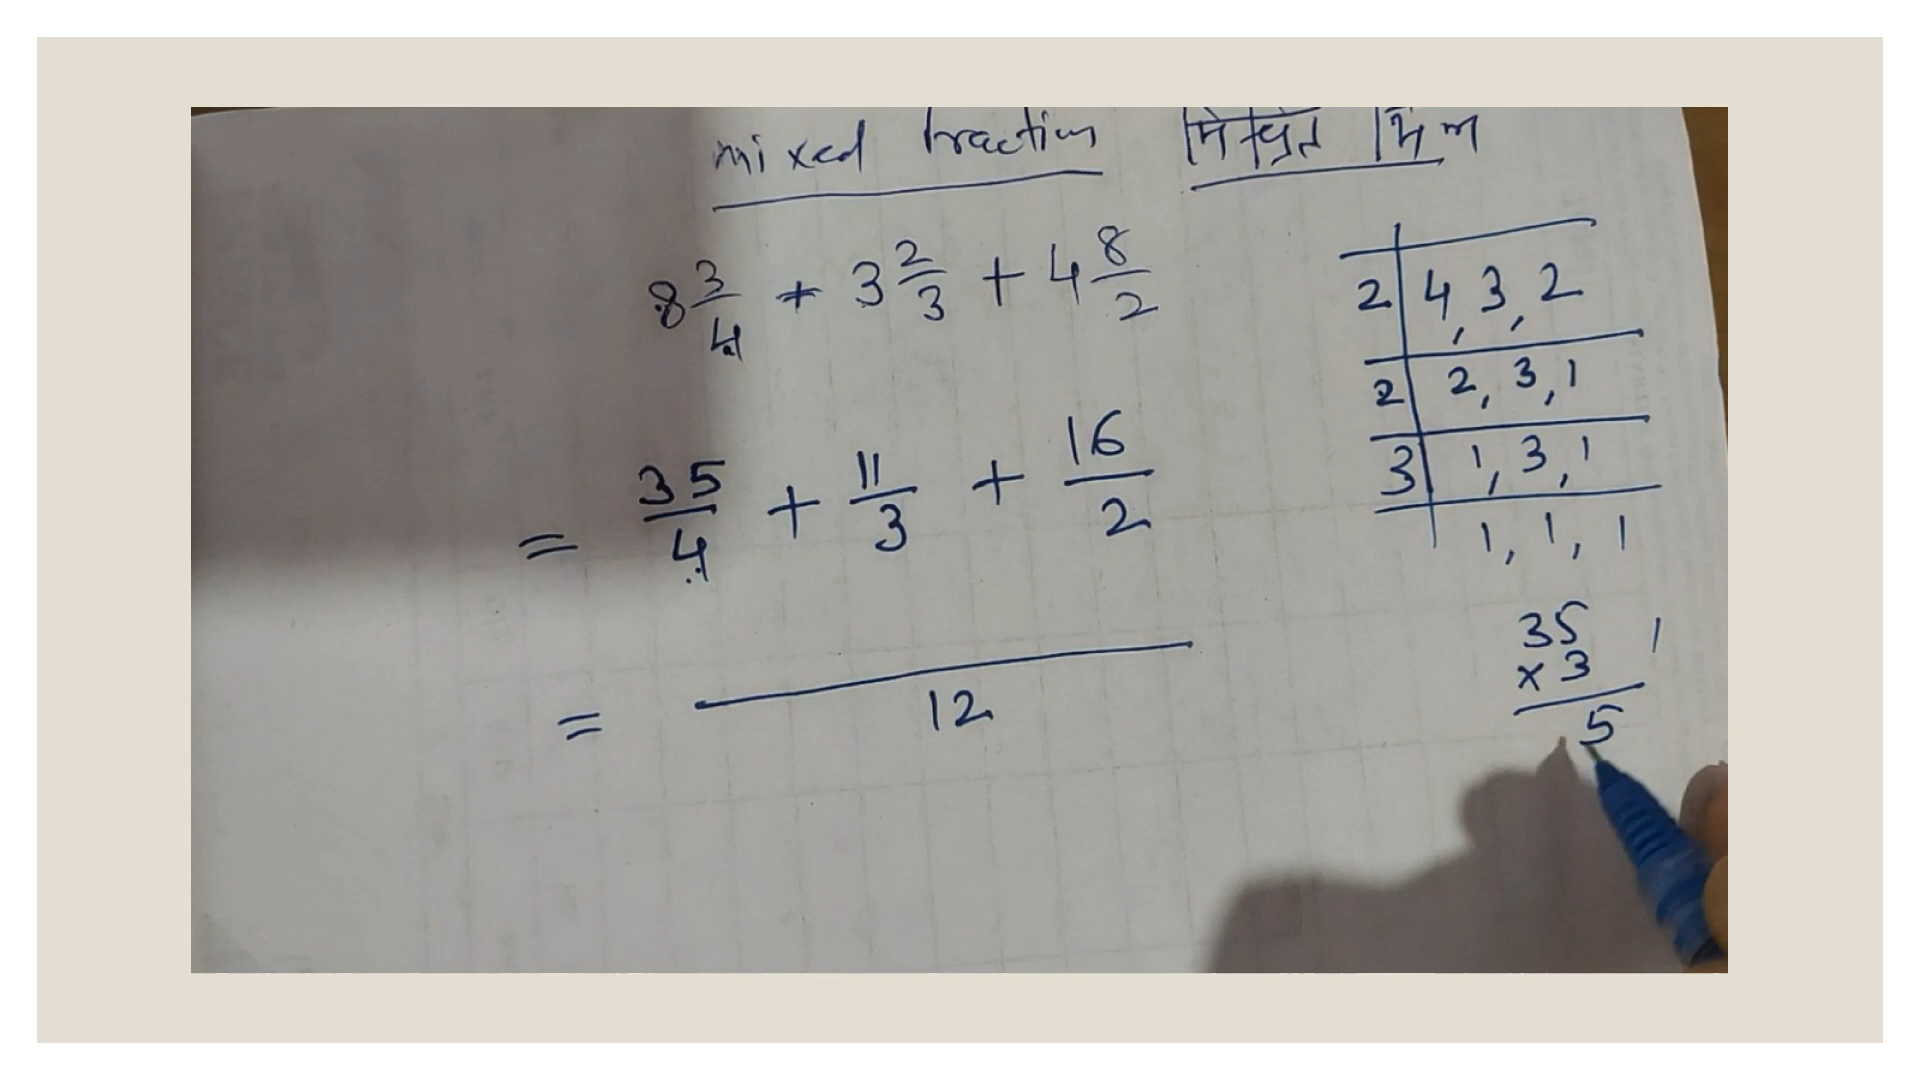 mixed fraction मिश्रित भिन्न
8 3/4 + 3 2/3 + 4 8/2
= 35/4 + 11/3 + 16/2
= /12
2 | 4, 3, 2
2 | 2, 3, 1
3 | 1, 3, 1
1, 1, 1
35 1
x 3
5